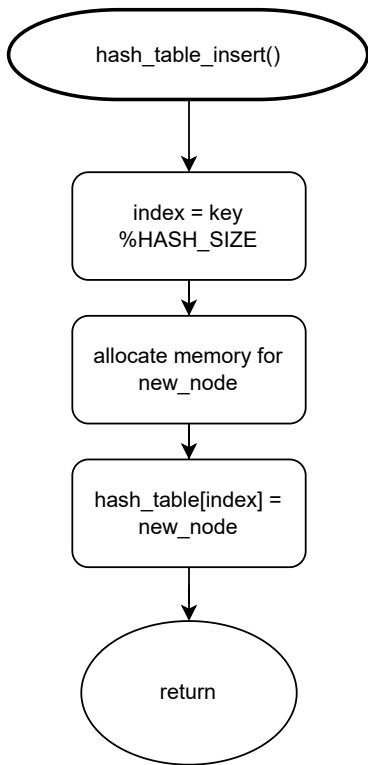 hash_table_insert()
index = key
%HASH_SIZE
allocate memory for
new_node
hash_table[index] =
new_node
return